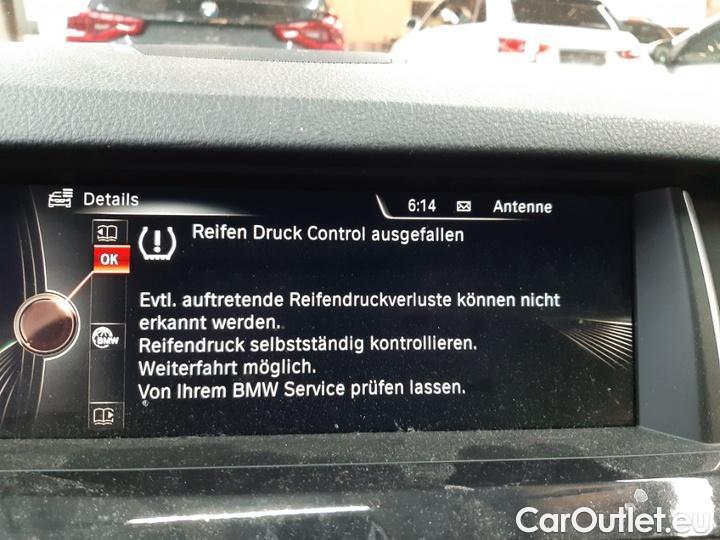 Details
6:14
Antenne
Reifen Druck Control ausgefallen
OK
Evtl. auftretende Reifendruckverluste können nicht
erkannt werden.
Reifendruck selbstständig kontrollieren.
BMW
Weiterfahrt möglich.
Von Ihrem BMW Service prüfen lassen.
CarOutlet.eu